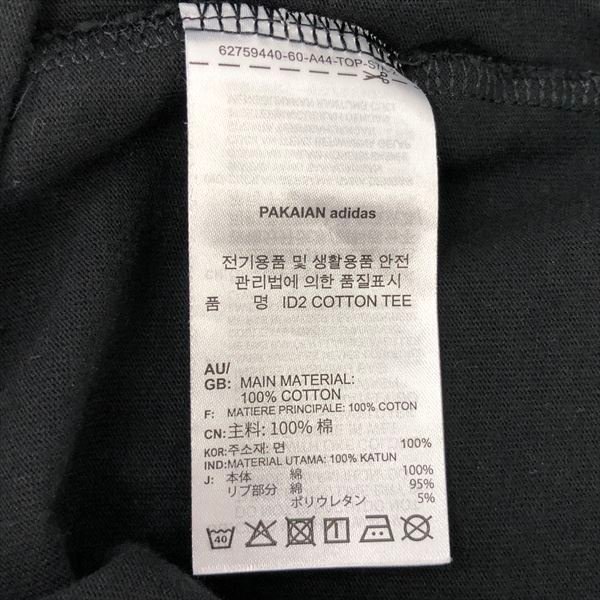 62759440-60-A44-TOP-ST
PAKAIAN adidas
전기용품 및 생활용품 안전
관리법에 의한 품질표시
품 명 ID2 COTTON TEE
AU/
GB: MAIN MATERIAL:
100% COTTON
F: MATIERE PRINCIPALE: 100% COTON
CN: 主料: 100% 棉
KOR: 주소재: 면 100%
IND: MATERIAL UTAMA: 100% KATUN
J: 本体 綿 100%
リブ部分 綿 95%
ポリウレタン 5%
40